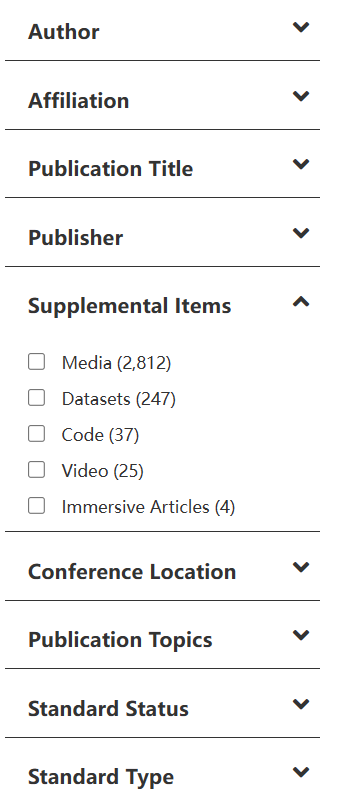 Author
Affiliation
Publication Title
Publisher
Supplemental Items
Media (2,812)
Datasets (247)
Code (37)
Video (25)
Immersive Articles (4)
Conference Location
Publication Topics
Standard Status
Standard Type